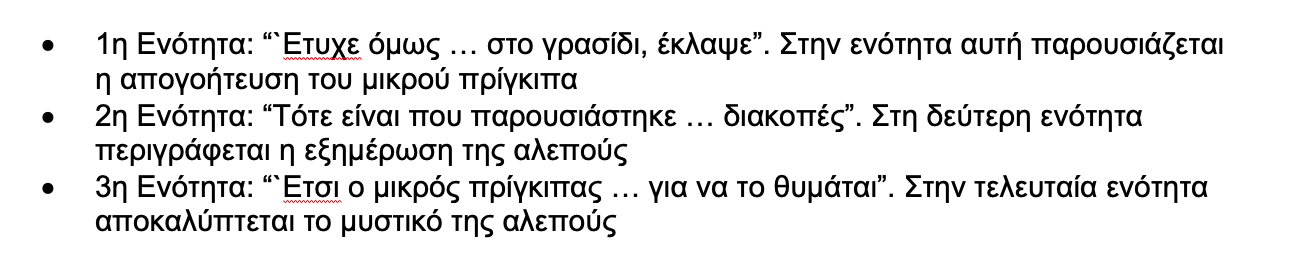 • 1η Ενότητα: “`Ετυχε όμως … στο γρασίδι, έκλαψε”. Στην ενότητα αυτή παρουσιάζεται
η απογοήτευση του μικρού πρίγκιπα
• 2η Ενότητα: “Τότε είναι που παρουσιάστηκε … διακοπές”. Στη δεύτερη ενότητα
περιγράφεται η εξημέρωση της αλεπούς
• 3η Ενότητα: “`Ετσι ο μικρός πρίγκιπας … για να το θυμάται”. Στην τελευταία ενότητα
αποκαλύπτεται το μυστικό της αλεπούς